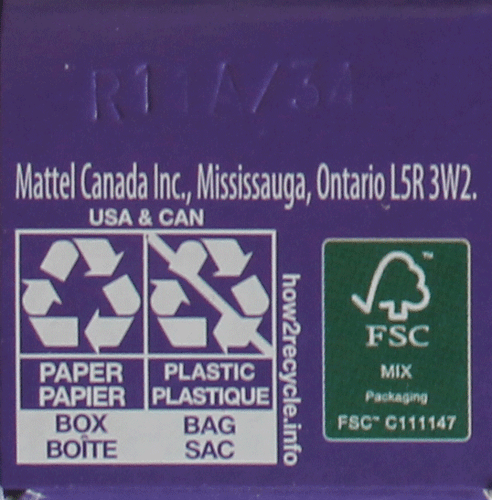 R11A/34
Mattel Canada Inc., Mississauga, Ontario L5R 3W2.
USA & CAN
PAPER
PAPIER
BOX
BOÎTE
PLASTIC
PLASTIQUE
BAG
SAC
how2recycle.info
FSC
MIX
Packaging
FSC™ C111147